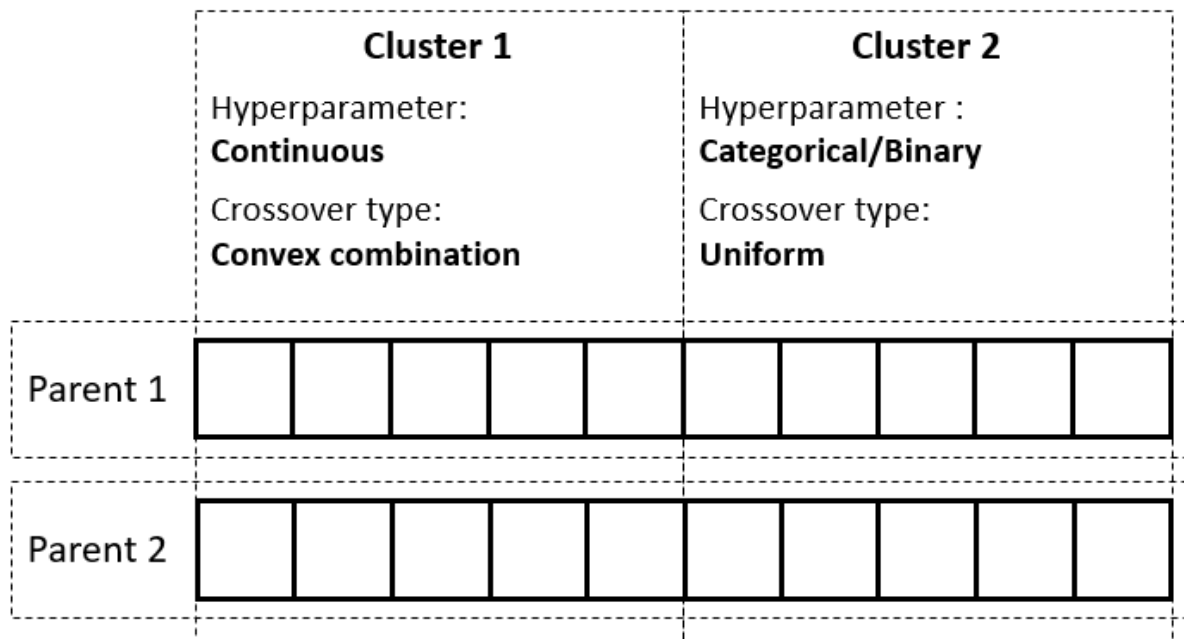 Cluster 1
Hyperparameter:
Continuous
Crossover type:
Convex combination
Cluster 2
Hyperparameter :
Categorical/Binary
Crossover type:
Uniform
Parent 1
Parent 2